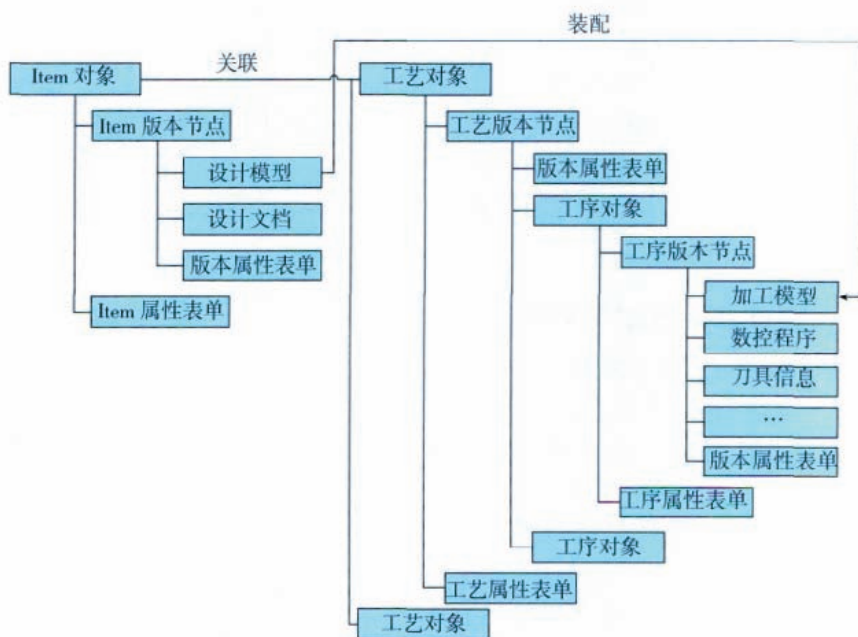 装配
Item 对象
关联
工艺对象
Item 版本节点
工艺版本节点
设计模型
版本属性表单
设计文档
工序对象
版本属性表单
工序版本节点
Item 属性表单
加工模型
数控程序
刀具信息
…
版本属性表单
工序属性表单
工序对象
工艺属性表单
工艺对象